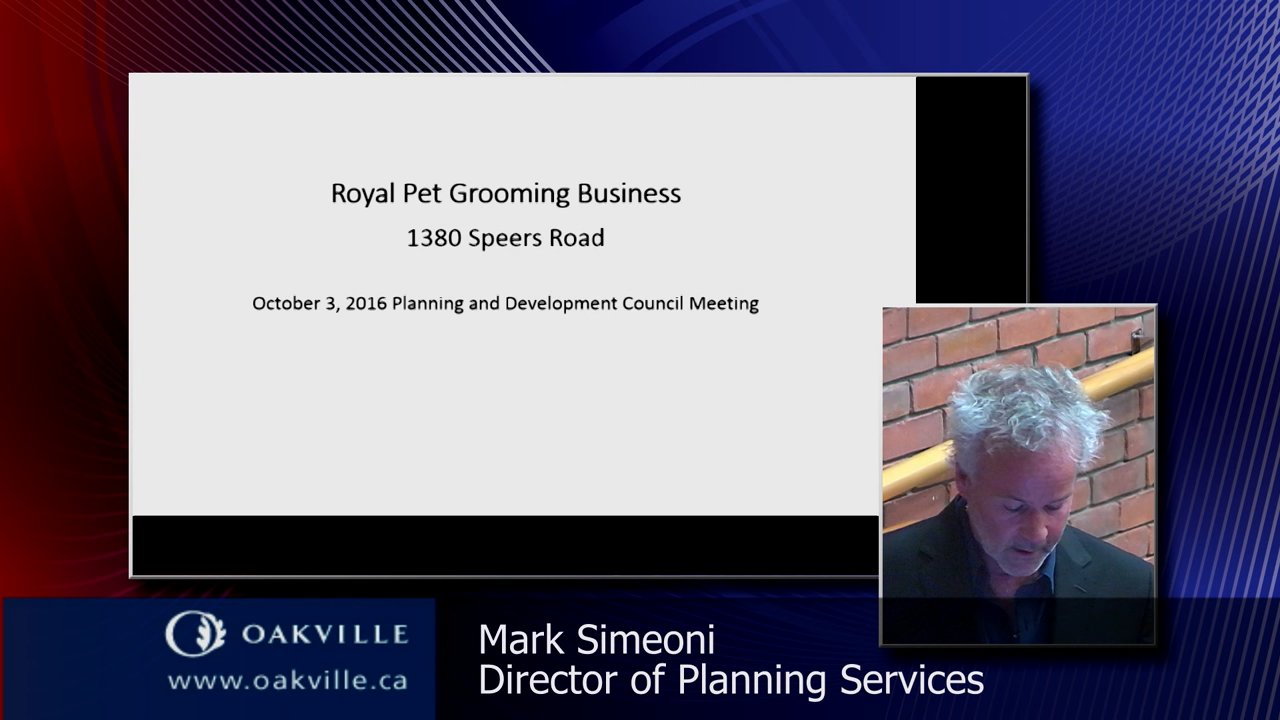 Royal Pet Grooming Business
1380 Speers Road
October 3, 2016 Planning and Development Council Meeting
OAKVILLE
www.oakville.ca
Mark Simeoni
Director of Planning Services